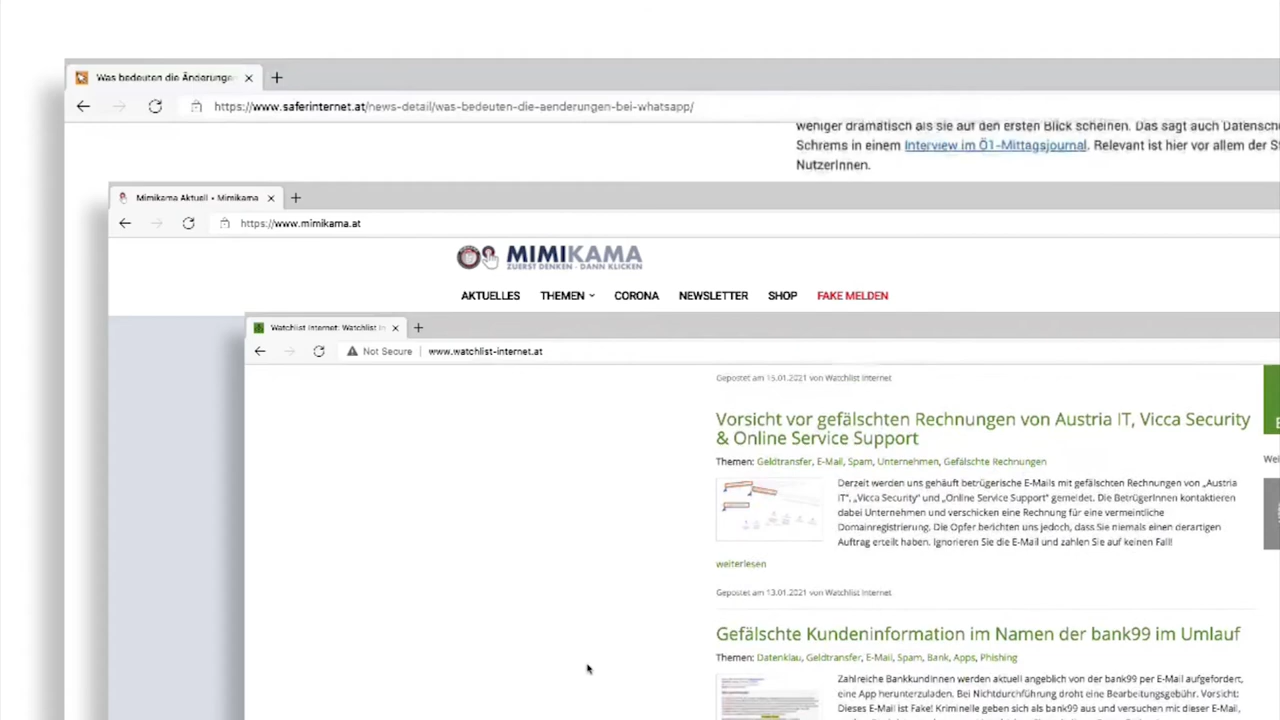 Was bedeuten die Änderunge
https://www.saferinternet.at/news-detail/was-bedeuten-die-aenderungen-bei-whatsapp/
weniger dramatisch als sie auf den ersten Blick scheinen. Das sagt auch Datensch
Schrems in einem Interview im Ö1-Mittagsjournal. Relevant ist hier vor allem der S
NutzerInnen.
Mimikama Aktuell • Mimikama
https://www.mimikama.at
MIMIKAMA
ZUERST DENKEN - DANN KLICKEN
AKTUELLES THEMEN CORONA NEWSLETTER SHOP FAKE MELDEN
Watchlist Internet: Watchlist In
Not Secure www.watchlist-internet.at
Gepostet am 15.01.2021 von Watchlist Internet
Vorsicht vor gefälschten Rechnungen von Austria IT, Vicca Security
& Online Service Support
Themen: Geldtransfer, E-Mail, Spam, Unternehmen, Gefälschte Rechnungen
Wei
Derzeit werden uns gehäuft betrügerische E-Mails mit gefälschten Rechnungen von „Austria
IT", „Vicca Security" und „Online Service Support" gemeldet. Die BetrügerInnen kontaktieren
dabei Unternehmen und verschicken eine Rechnung für eine vermeintliche
Domainregistrierung. Die Opfer berichten uns jedoch, dass Sie niemals einen derartigen
Auftrag erteilt haben. Ignorieren Sie die E-Mail und zahlen Sie auf keinen Fall!
weiterlesen
Gepostet am 13.01.2021 von Watchlist Internet
Gefälschte Kundeninformation im Namen der bank99 im Umlauf
Themen: Datenklau, Geldtransfer, E-Mail, Spam, Bank, Apps, Phishing
Zahlreiche BankkundInnen werden aktuell angeblich von der bank99 per E-Mail aufgefordert,
eine App herunterzuladen. Bei Nichtdurchführung droht eine Bearbeitungsgebühr. Vorsicht:
Dieses E-Mail ist Fake! Kriminelle geben sich als bank99 aus und versuchen mit dieser E-Mail,